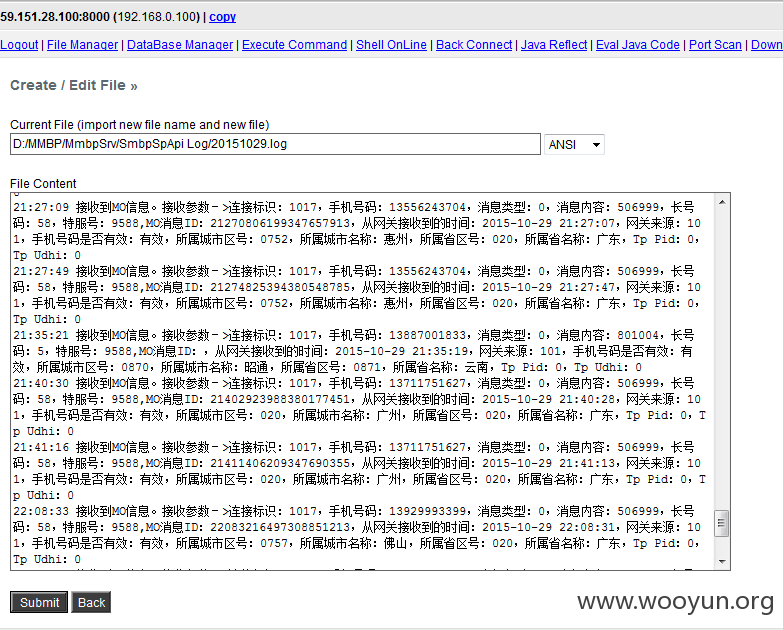 59.151.28.100:8000 (192.168.0.100) | copy
Logout | File Manager | DataBase Manager | Execute Command | Shell OnLine | Back Connect | Java Reflect | Eval Java Code | Port Scan | Down
Create / Edit File »
Current File (import new file name and new file)
D:/MMBP/MmbpSrv/SmbpSpApi Log/20151029.log
ANSI
File Content
21:27:09 接收到MO信息。接收参数－>连接标识：1017，手机号码：13556243704，消息类型：0，消息内容：506999，长号
码：58，特服号：9588,MO消息ID：21270806199347657913，从网关接收到的时间：2015-10-29 21:27:07，网关来源：10
1，手机号码是否有效：有效，所属城市区号：0752，所属城市名称：惠州，所属省区号：020，所属省名称：广东，Tp Pid：0，
Tp Udhi：0
21:27:49 接收到MO信息。接收参数－>连接标识：1017，手机号码：13556243704，消息类型：0，消息内容：506999，长号
码：58，特服号：9588,MO消息ID：21274825394380548785，从网关接收到的时间：2015-10-29 21:27:47，网关来源：10
1，手机号码是否有效：有效，所属城市区号：0752，所属城市名称：惠州，所属省区号：020，所属省名称：广东，Tp Pid：0，
Tp Udhi：0
21:35:21 接收到MO信息。接收参数－>连接标识：1017，手机号码：13887001833，消息类型：0，消息内容：801004，长号
码：5，特服号：9588,MO消息ID：，从网关接收到的时间：2015-10-29 21:35:19，网关来源：101，手机号码是否有效：有
效，所属城市区号：0870，所属城市名称：昭通，所属省区号：0871，所属省名称：云南，Tp Pid：0，Tp Udhi：0
21:40:30 接收到MO信息。接收参数－>连接标识：1017，手机号码：13711751627，消息类型：0，消息内容：506999，长号
码：58，特服号：9588,MO消息ID：21402923988380177451，从网关接收到的时间：2015-10-29 21:40:28，网关来源：10
1，手机号码是否有效：有效，所属城市区号：020，所属城市名称：广州，所属省区号：020，所属省名称：广东，Tp Pid：0，T
p Udhi：0
21:41:16 接收到MO信息。接收参数－>连接标识：1017，手机号码：13711751627，消息类型：0，消息内容：506999，长号
码：58，特服号：9588,MO消息ID：21411406209347690355，从网关接收到的时间：2015-10-29 21:41:13，网关来源：10
1，手机号码是否有效：有效，所属城市区号：020，所属城市名称：广州，所属省区号：020，所属省名称：广东，Tp Pid：0，T
p Udhi：0
22:08:33 接收到MO信息。接收参数－>连接标识：1017，手机号码：13929993399，消息类型：0，消息内容：506999，长号
码：58，特服号：9588,MO消息ID：22083216497308851213，从网关接收到的时间：2015-10-29 22:08:31，网关来源：10
1，手机号码是否有效：有效，所属城市区号：0757，所属城市名称：佛山，所属省区号：020，所属省名称：广东，Tp Pid：0，
Tp Udhi：0
Submit Back
www.wooyun.org